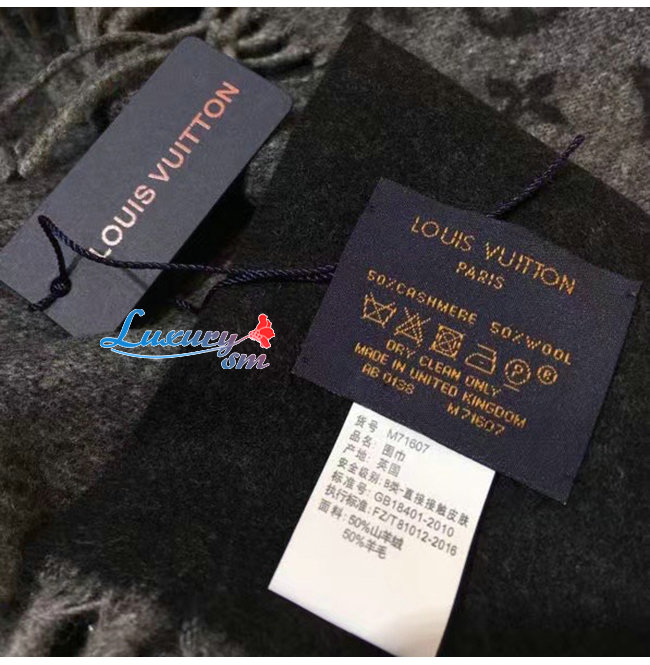 LOUIS VUITTON
LOUIS VUITTON
PARIS
50%CASHMERE 50%WOOL
P ®
DRY CLEAN ONLY
MADE IN UNITED KINGDOM
AB 0138 M71607
Luxury
sm
货号 M71607
品名: 围巾
产地: 英国
安全级别: B类-直接接触皮肤
标准号: GB18401-2010
执行标准: FZ/T 81012-2016
面料: 50%山羊绒
50%羊毛